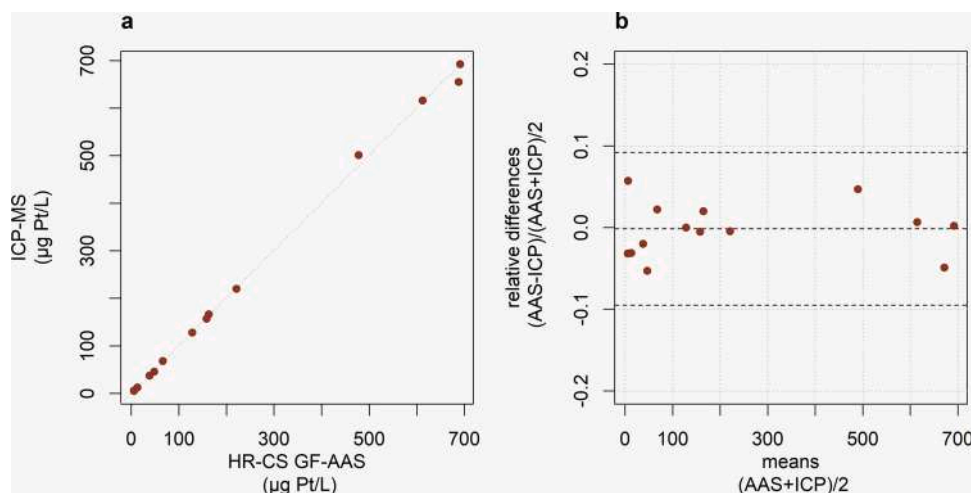 a
700
500
300
100
0
ICP-MS
(µg Pt/L)
0 100 300 500 700
HR-CS GF-AAS
(µg Pt/L)
b
0.2
0.1
0.0
-0.1
-0.2
relative differences
(AAS-ICP)/(AAS+ICP)/2
0 100 300 500 700
means
(AAS+ICP)/2